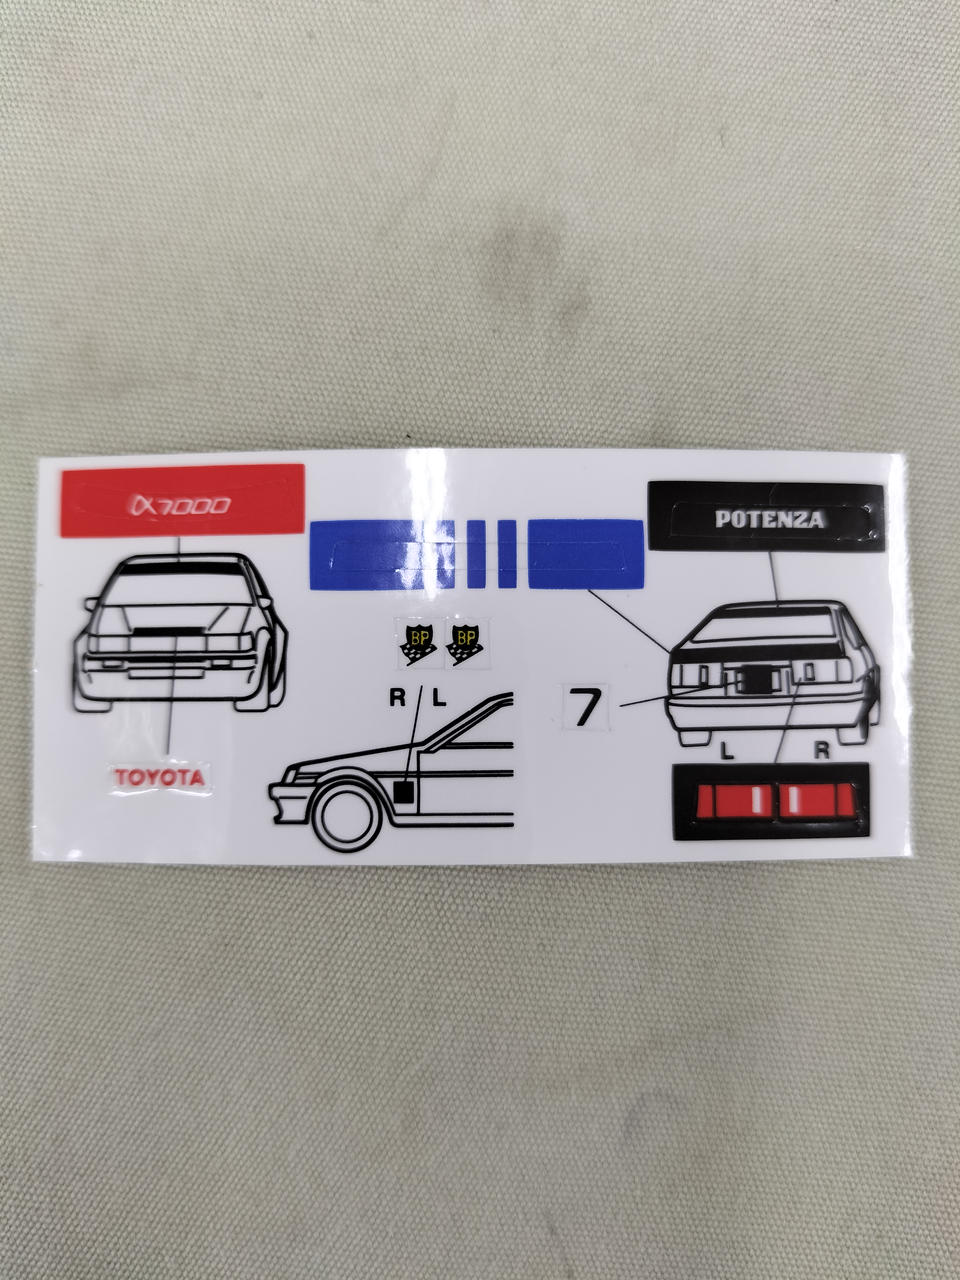 α7000
POTENZA
BP BP
R L
7
L R
TOYOTA